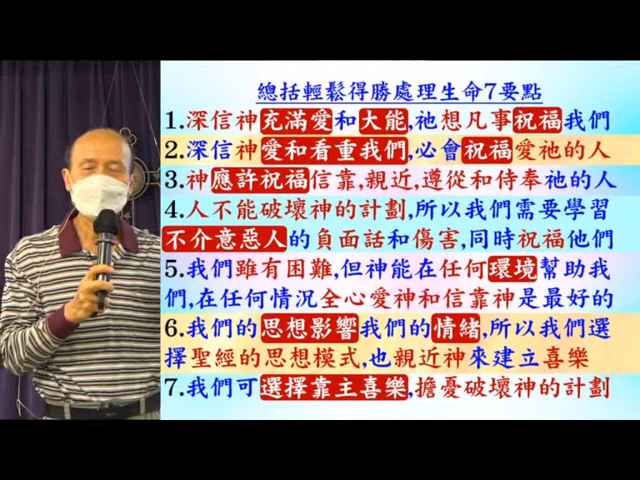 總括輕鬆得勝處理生命7要點
1.深信神充滿愛和大能,祂想凡事祝福我們
2.深信神愛和看重我們,必會祝福愛祂的人
3.神應許祝福信靠,親近,遵從和侍奉祂的人
4.人不能破壞神的計劃,所以我們需要學習
不介意惡人的負面話和傷害,同時祝福他們
5.我們雖有困難,但神能在任何環境幫助我
們,在任何情況全心愛神和信靠神是最好的
6.我們的思想影響我們的情緒,所以我們選
擇聖經的思想模式,也親近神來建立喜樂
7.我們可選擇靠主喜樂,擔憂破壞神的計劃